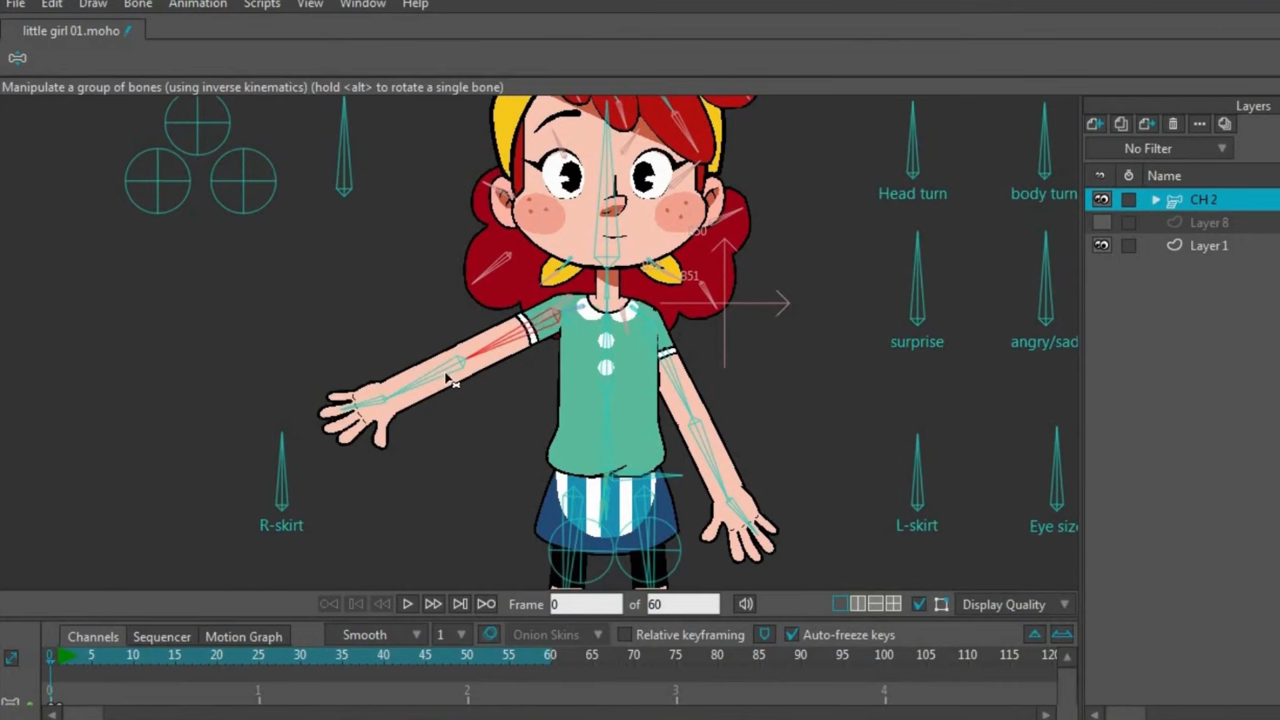 File Edit Draw Bone Animation Scripts View Window Help
little girl 01.moho
Manipulate a group of bones (using inverse kinematics) (hold <alt> to rotate a single bone)
Layers
No Filter
Name
CH 2
Layer 8
Layer 1
Head turn
body turn
851
surprise
angry/sad
R-skirt
L-skirt
Eye size
Frame 0 of 60 Display Quality
Channels Sequencer Motion Graph Smooth 1 Onion Skins Relative keyframing Auto-freeze keys
0 5 10 15 20 25 30 35 40 45 50 55 60 65 70 75 80 85 90 95 100 105 110 115 120
0 1 2 3 4